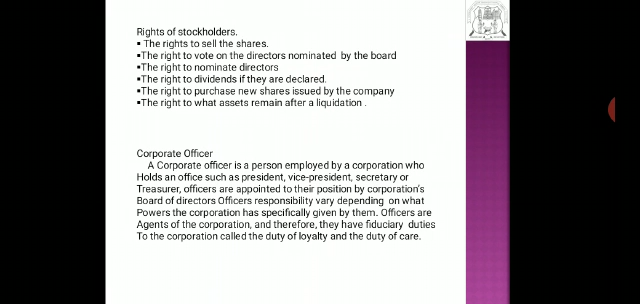 Rights of stockholders.
▪ The rights to sell the shares.
▪The right to vote on the directors nominated by the board
▪The right to nominate directors
▪The right to dividends if they are declared.
▪The right to purchase new shares issued by the company
▪The right to what assets remain after a liquidation .
Corporate Officer
A Corporate officer is a person employed by a corporation who
Holds an office such as president, vice-president, secretary or
Treasurer, officers are appointed to their position by corporation's
Board of directors Officers responsibility vary depending on what
Powers the corporation has specifically given by them. Officers are
Agents of the corporation, and therefore, they have fiduciary duties
To the corporation called the duty of loyalty and the duty of care.